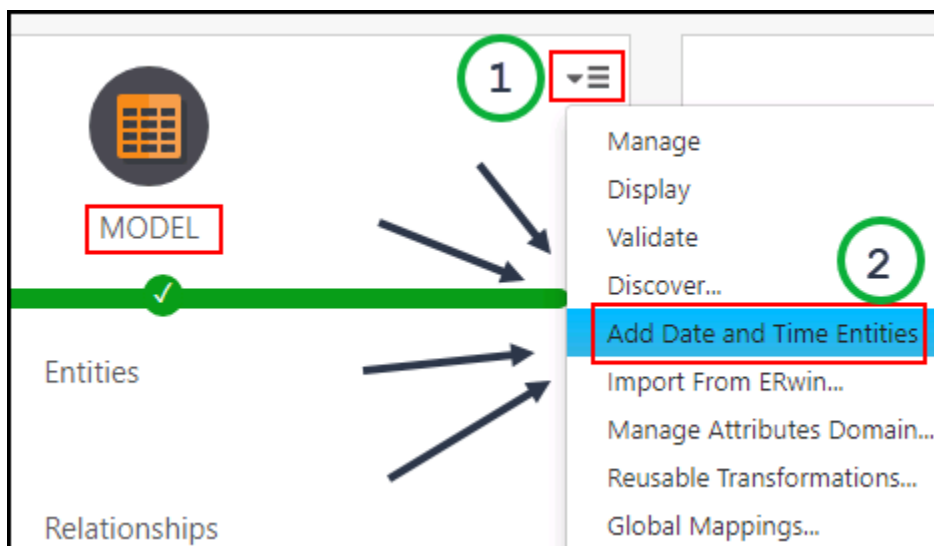 1
MODEL
Manage
Display
Validate
Discover...
2
Add Date and Time Entities
Entities
Import From ERwin...
Manage Attributes Domain...
Reusable Transformations...
Relationships
Global Mappings...